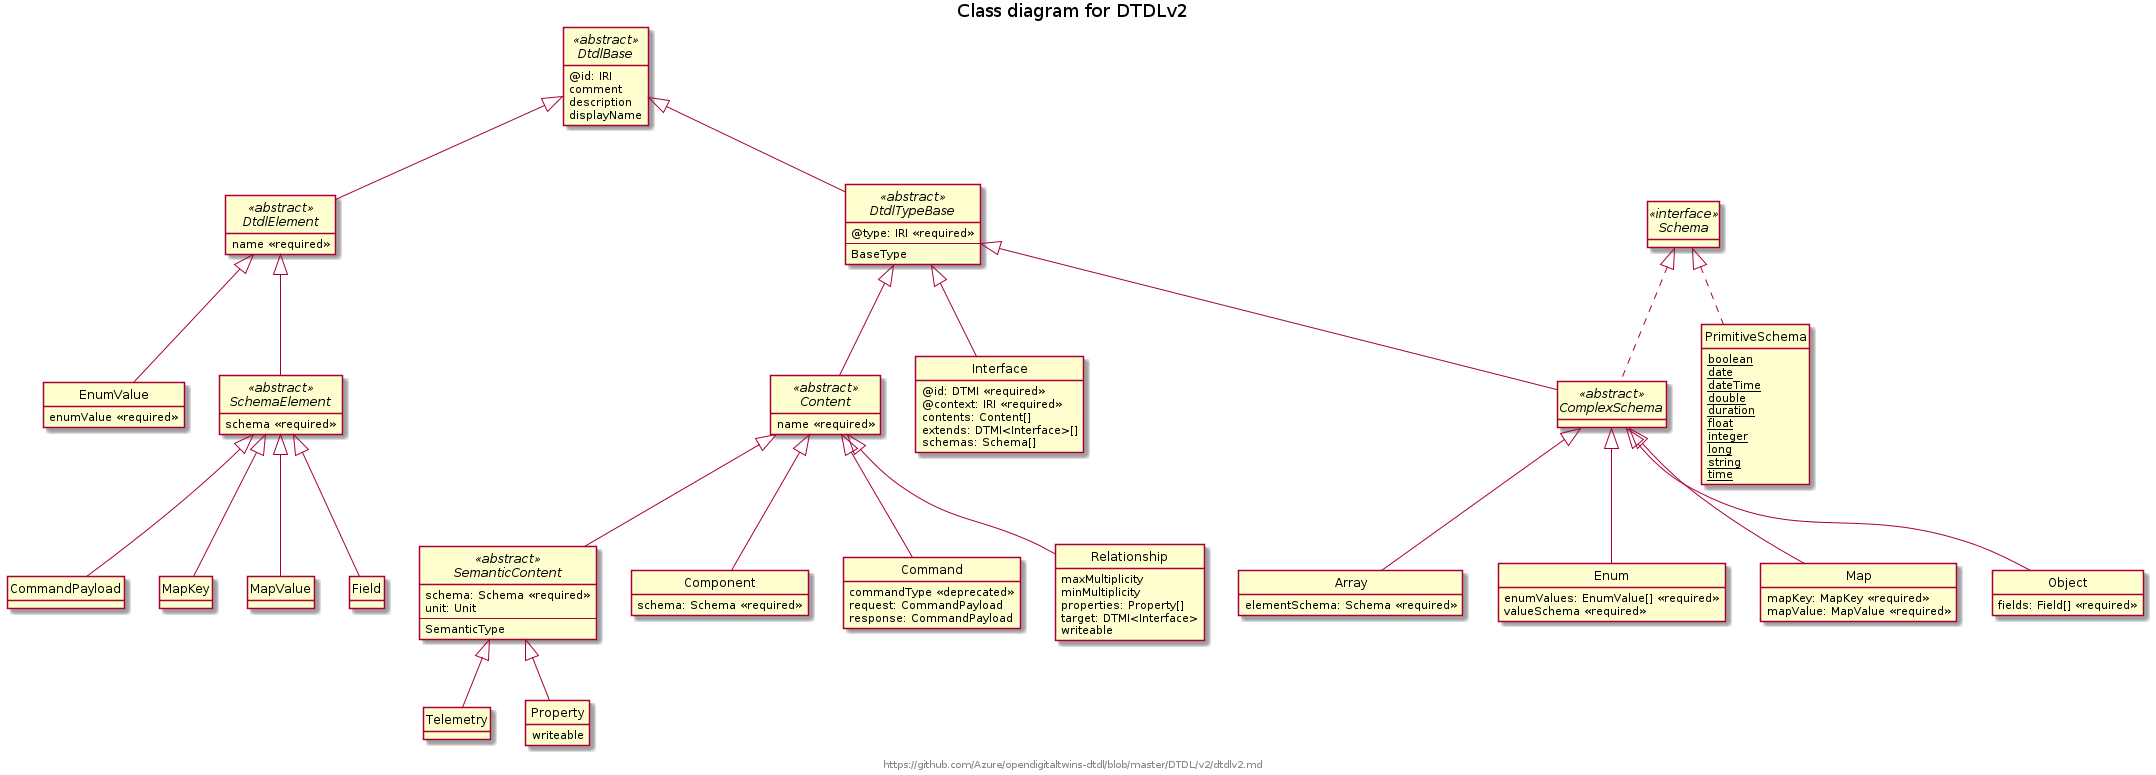 Class diagram for DTDLv2
«abstract»
DtdlBase
@id: IRI
comment
description
displayName
«abstract»
DtdlElement
name «required»
«abstract»
DtdlTypeBase
@type: IRI «required»
BaseType
«interface»
Schema
PrimitiveSchema
boolean
date
dateTime
double
duration
float
integer
long
string
time
EnumValue
enumValue «required»
«abstract»
SchemaElement
schema «required»
«abstract»
Content
name «required»
Interface
@id: DTMI «required»
@context: IRI «required»
contents: Content[]
extends: DTMI<Interface>[]
schemas: Schema[]
«abstract»
ComplexSchema
CommandPayload
MapKey
MapValue
Field
«abstract»
SemanticContent
schema: Schema «required»
unit: Unit
SemanticType
Component
schema: Schema «required»
Command
commandType «deprecated»
request: CommandPayload
response: CommandPayload
Relationship
maxMultiplicity
minMultiplicity
properties: Property[]
target: DTMI<Interface>
writeable
Array
elementSchema: Schema «required»
Enum
enumValues: EnumValue[] «required»
valueSchema «required»
Map
mapKey: MapKey «required»
mapValue: MapValue «required»
Object
fields: Field[] «required»
Telemetry
Property
writeable
https://github.com/Azure/opendigitaltwins-dtdl/blob/master/DTDL/v2/dtdlv2.md